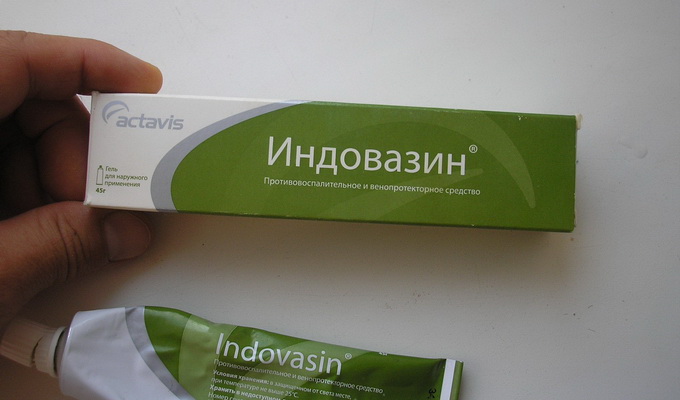 actavis
Гель
для наружного
применения
45г
Индовазин®
Противовоспалительное и венопротекторное средство
Indovasin®
Противовоспалительное и венопротекторное средство
Условия хранения: в защищенном от света месте,
при температуре не выше 25°C.
Хранить в недоступном